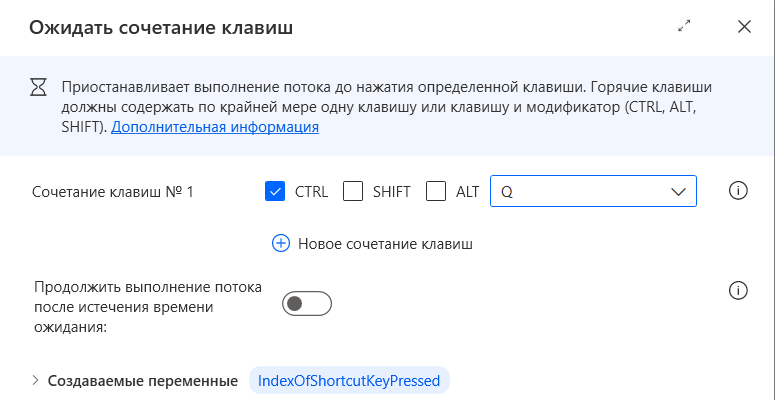 Ожидать сочетание клавиш
Приостанавливает выполнение потока до нажатия определенной клавиши. Горячие клавиши
должны содержать по крайней мере одну клавишу или клавишу и модификатор (CTRL, ALT,
SHIFT). Дополнительная информация
Сочетание клавиш № 1 CTRL SHIFT ALT Q
Новое сочетание клавиш
Продолжить выполнение потока
после истечения времени
ожидания:
Создаваемые переменные IndexOfShortcutKeyPressed